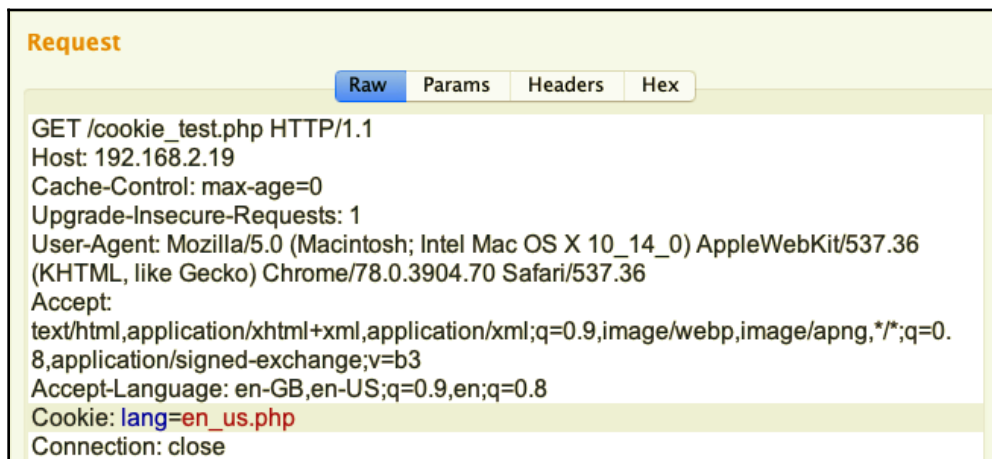 Request
Raw Params Headers Hex
GET /cookie_test.php HTTP/1.1
Host: 192.168.2.19
Cache-Control: max-age=0
Upgrade-Insecure-Requests: 1
User-Agent: Mozilla/5.0 (Macintosh; Intel Mac OS X 10_14_0) AppleWebKit/537.36
(KHTML, like Gecko) Chrome/78.0.3904.70 Safari/537.36
Accept:
text/html,application/xhtml+xml,application/xml;q=0.9,image/webp,image/apng,*/*;q=0.
8,application/signed-exchange;v=b3
Accept-Language: en-GB,en-US;q=0.9,en;q=0.8
Cookie: lang=en_us.php
Connection: close